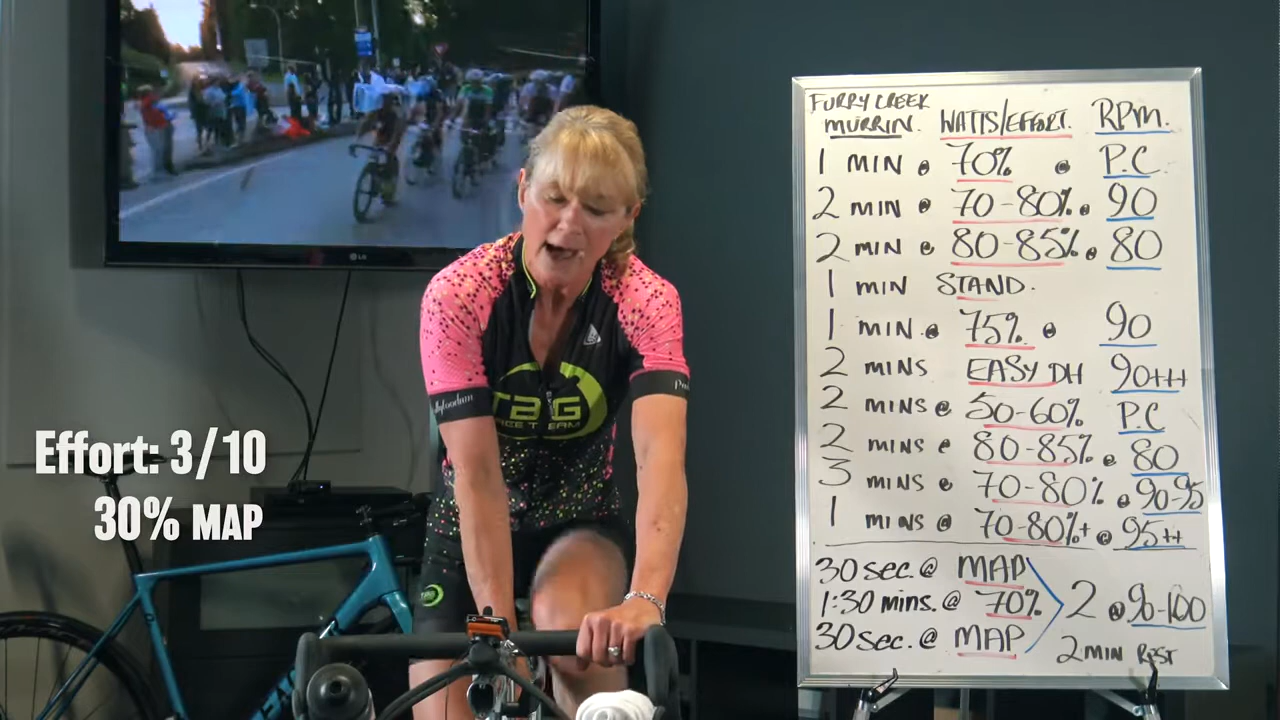 Effort: 3/10
30% MAP
LG
TaG
RACE TEAM
TaG
FURRY CREEK
MURRIN. WATTS/EFFORT. RPM.
1 MIN @ 70% @ P.C.
2 MIN @ 70-80% @ 90
2 MIN @ 80-85% @ 80
1 MIN STAND.
1 MIN. @ 75% @ 90
2 MINS EASY DH 90+++
2 MINS @ 50-60% P.C
2 MINS @ 80-85% @ 80
3 MINS @ 70-80% @ 90-95
1 MINS @ 70-80%+ @ 95++
30 SEC. @ MAP
1:30 MINS. @ 70% 2 @ 90-100
30 SEC. @ MAP 2 MIN REST